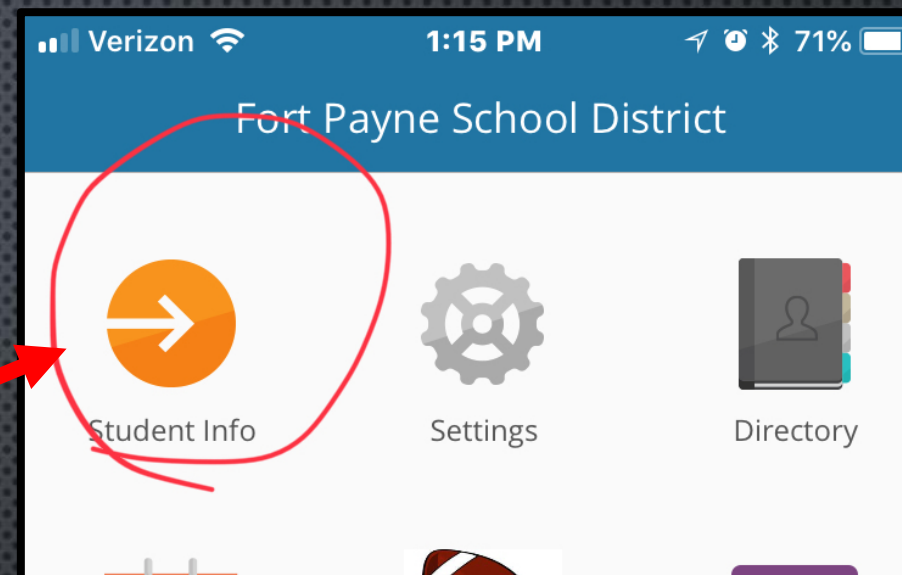 Verizon 1:15 PM 71%
Fort Payne School District
Student Info Settings Directory